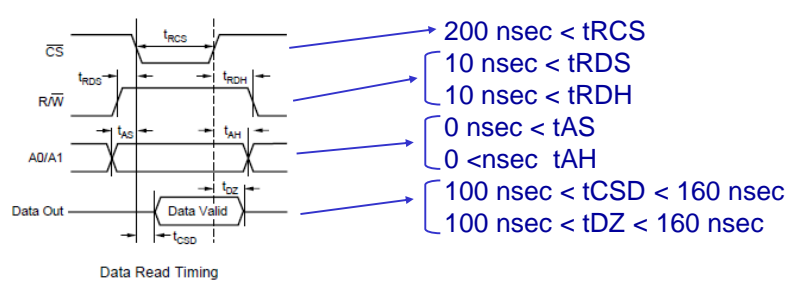 tRCS
CS
200 nsec < tRCS
tRDS
tRDH
R/W
10 nsec < tRDS
10 nsec < tRDH
tAS
tAH
A0/A1
0 nsec < tAS
0 <nsec tAH
tDZ
Data Out
Data Valid
tCSD
100 nsec < tCSD < 160 nsec
100 nsec < tDZ < 160 nsec
Data Read Timing